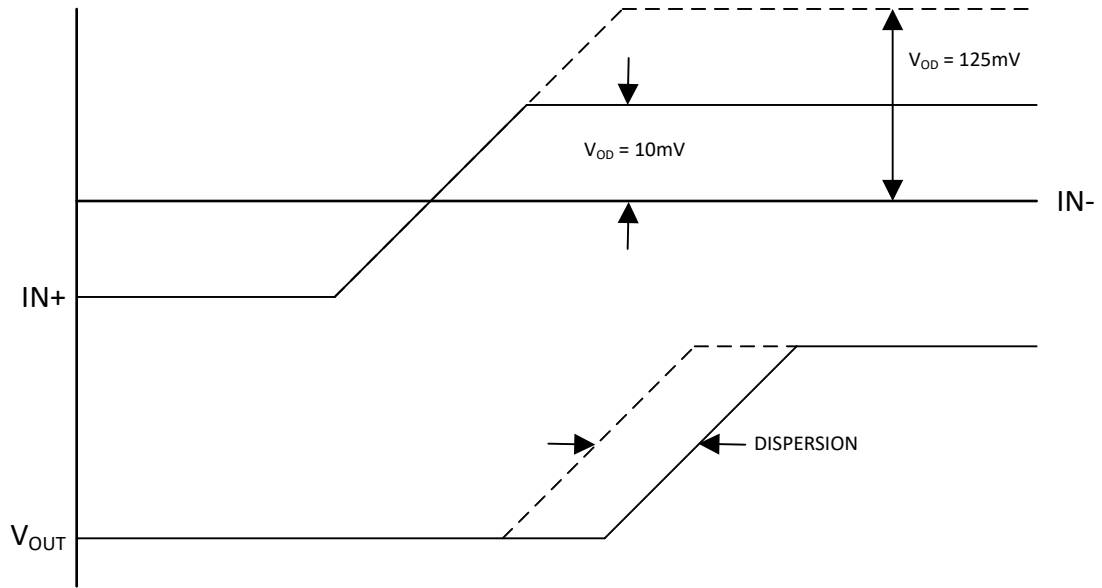 V_OD = 125mV
V_OD = 10mV
IN-
IN+
DISPERSION
V_OUT